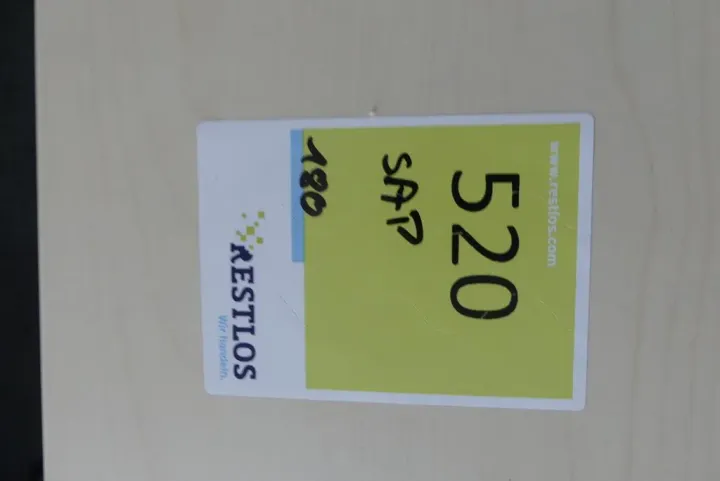 www.restlos.com
520
SAP
180
RESTLOS
Wir handeln.